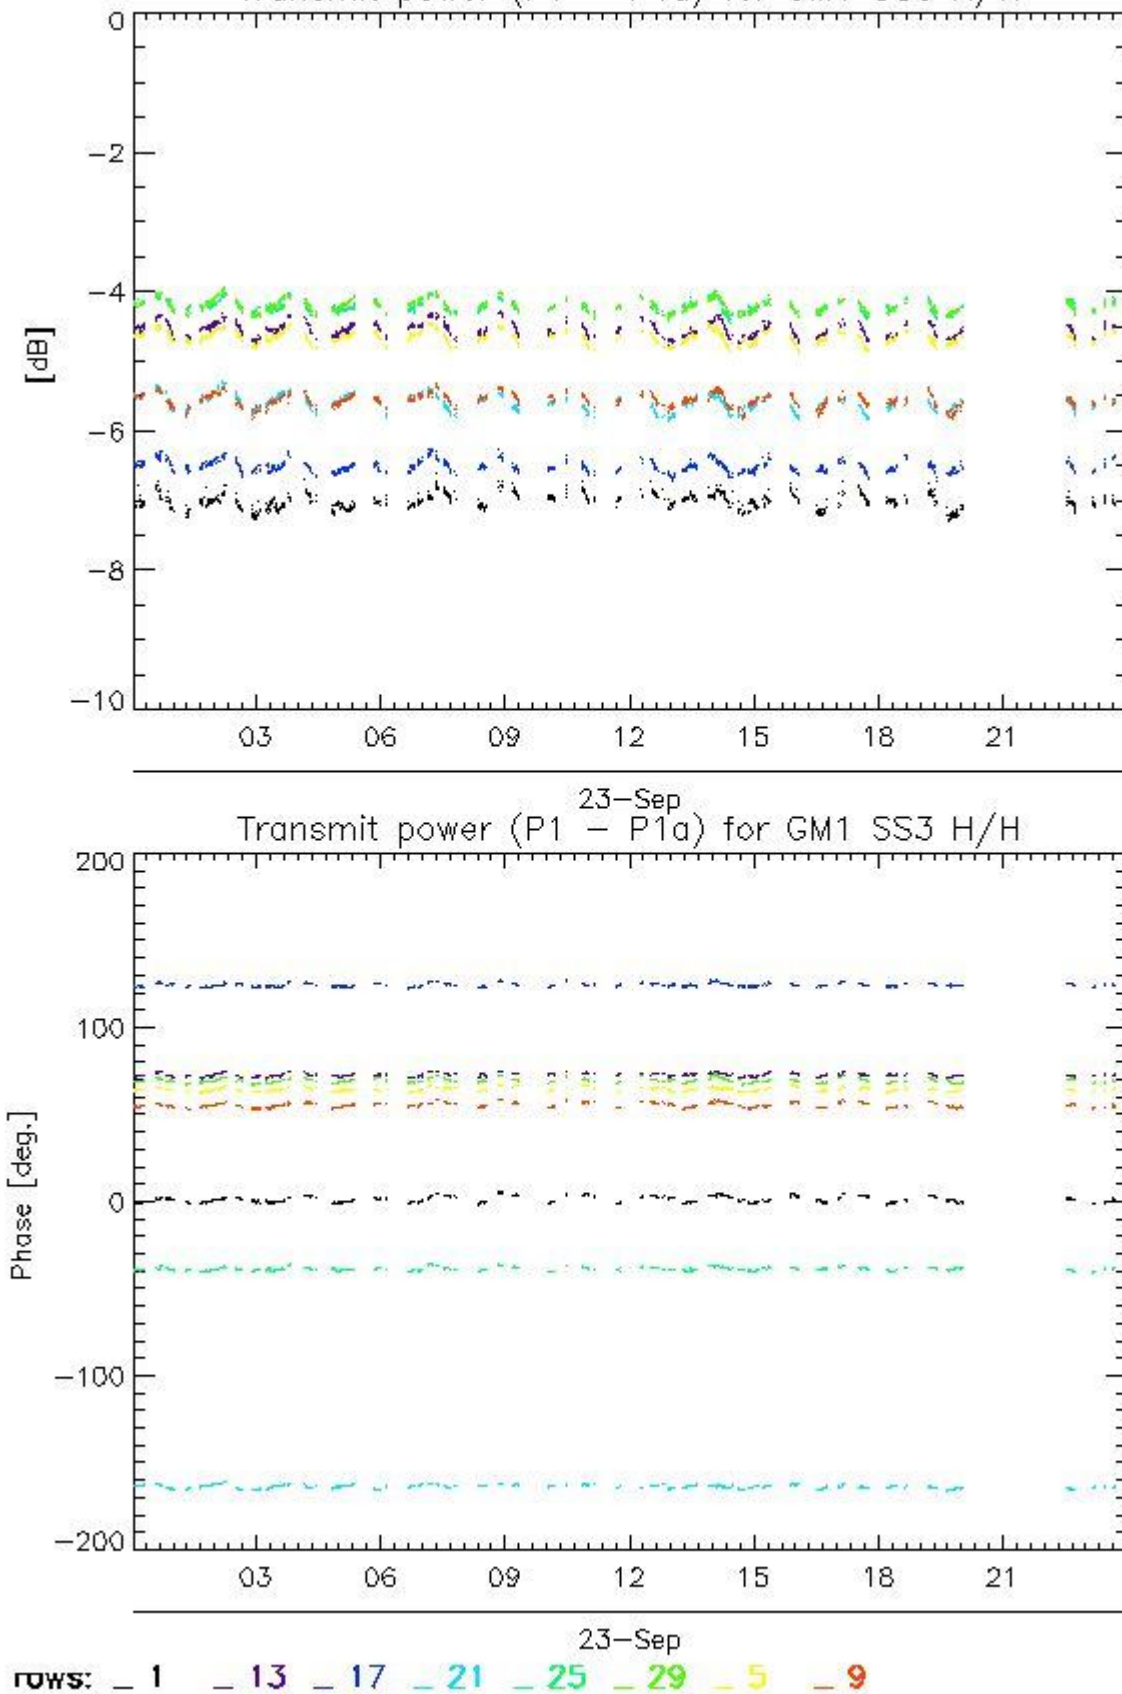 0
-2
-4
[dB]
-6
-8
-10
03 06 09 12 15 18 21
23-Sep
Transmit power (P1 - P1a) for GM1 SS3 H/H
200
100
0
Phase [deg.]
-100
-200
03 06 09 12 15 18 21
23-Sep
rows: _ 1 _ 13 _ 17 _ 21 _ 25 _ 29 _ 5 _ 9